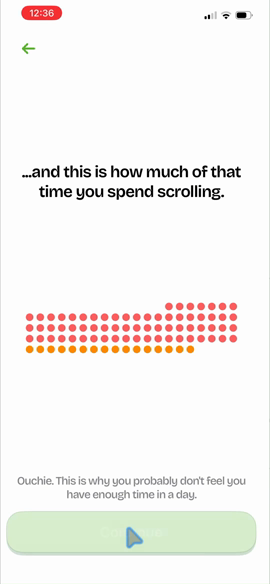 12:36
...and this is how much of that
time you spend scrolling.
Ouchie. This is why you probably don't feel you
have enough time in a day.